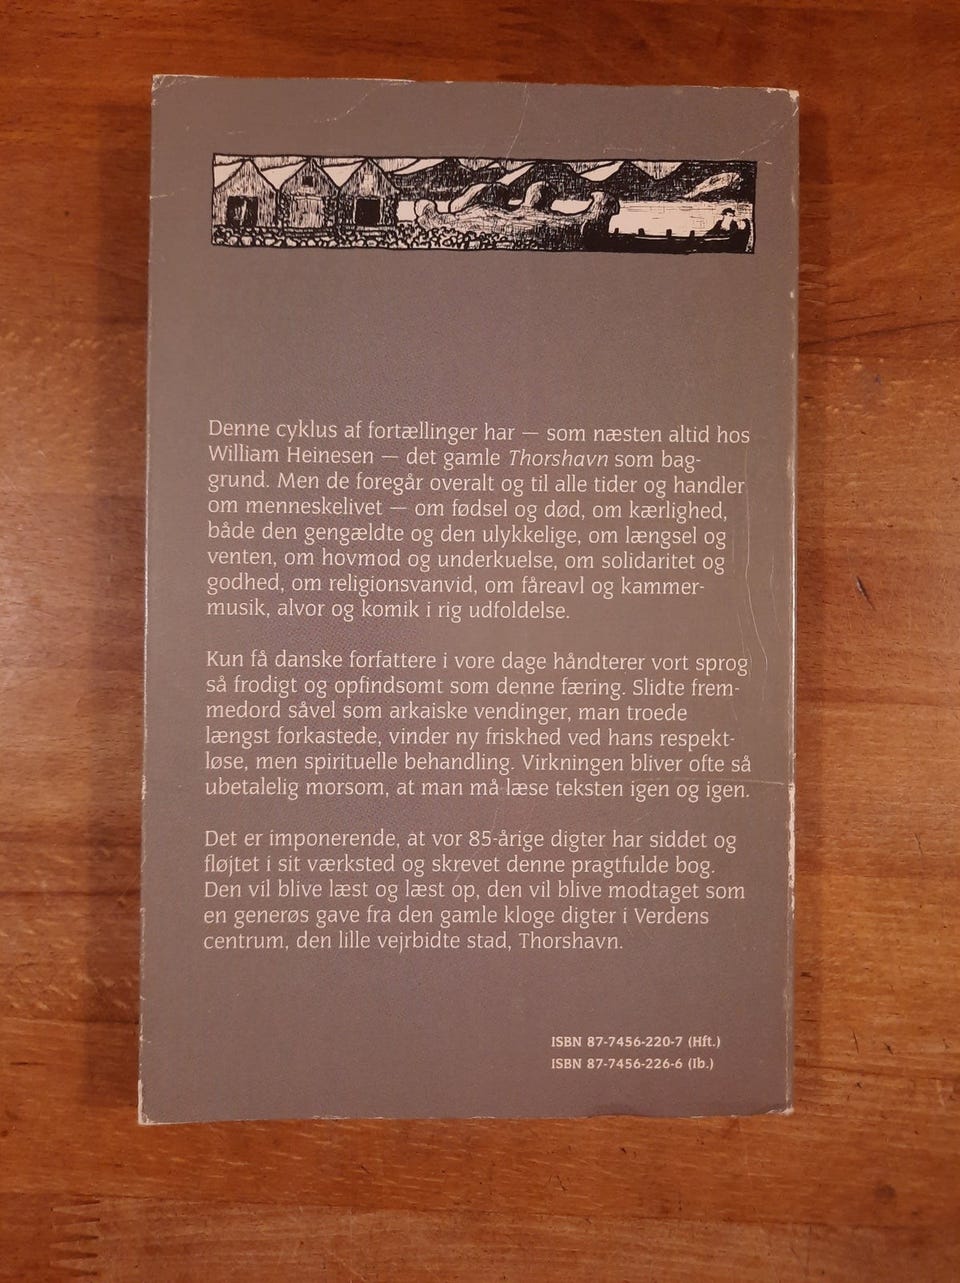 Denne cyklus af fortællinger har — som næsten altid hos
William Heinesen — det gamle Thorshavn som bag-
grund. Men de foregår overalt og til alle tider og handler
om menneskelivet — om fødsel og død, om kærlighed,
både den gengældte og den ulykkelige, om længsel og
venten, om hovmod og underkuelse, om solidaritet og
godhed, om religionsvanvid, om fåreavl og kammer-
musik, alvor og komik i rig udfoldelse.
Kun få danske forfattere i vore dage håndterer vort sprog
så frodigt og opfindsomt som denne færing. Slidte frem-
medord såvel som arkaiske vendinger, man troede
længst forkastede, vinder ny friskhed ved hans respekt-
løse, men spirituelle behandling. Virkningen bliver ofte så
ubetalelig morsom, at man må læse teksten igen og igen.
Det er imponerende, at vor 85-årige digter har siddet og
fløjtet i sit værksted og skrevet denne pragtfulde bog.
Den vil blive læst og læst op, den vil blive modtaget som
en generøs gave fra den gamle kloge digter i Verdens
centrum, den lille vejrbidte stad, Thorshavn.
ISBN 87-7456-220-7 (Hft.)
ISBN 87-7456-226-6 (Ib.)